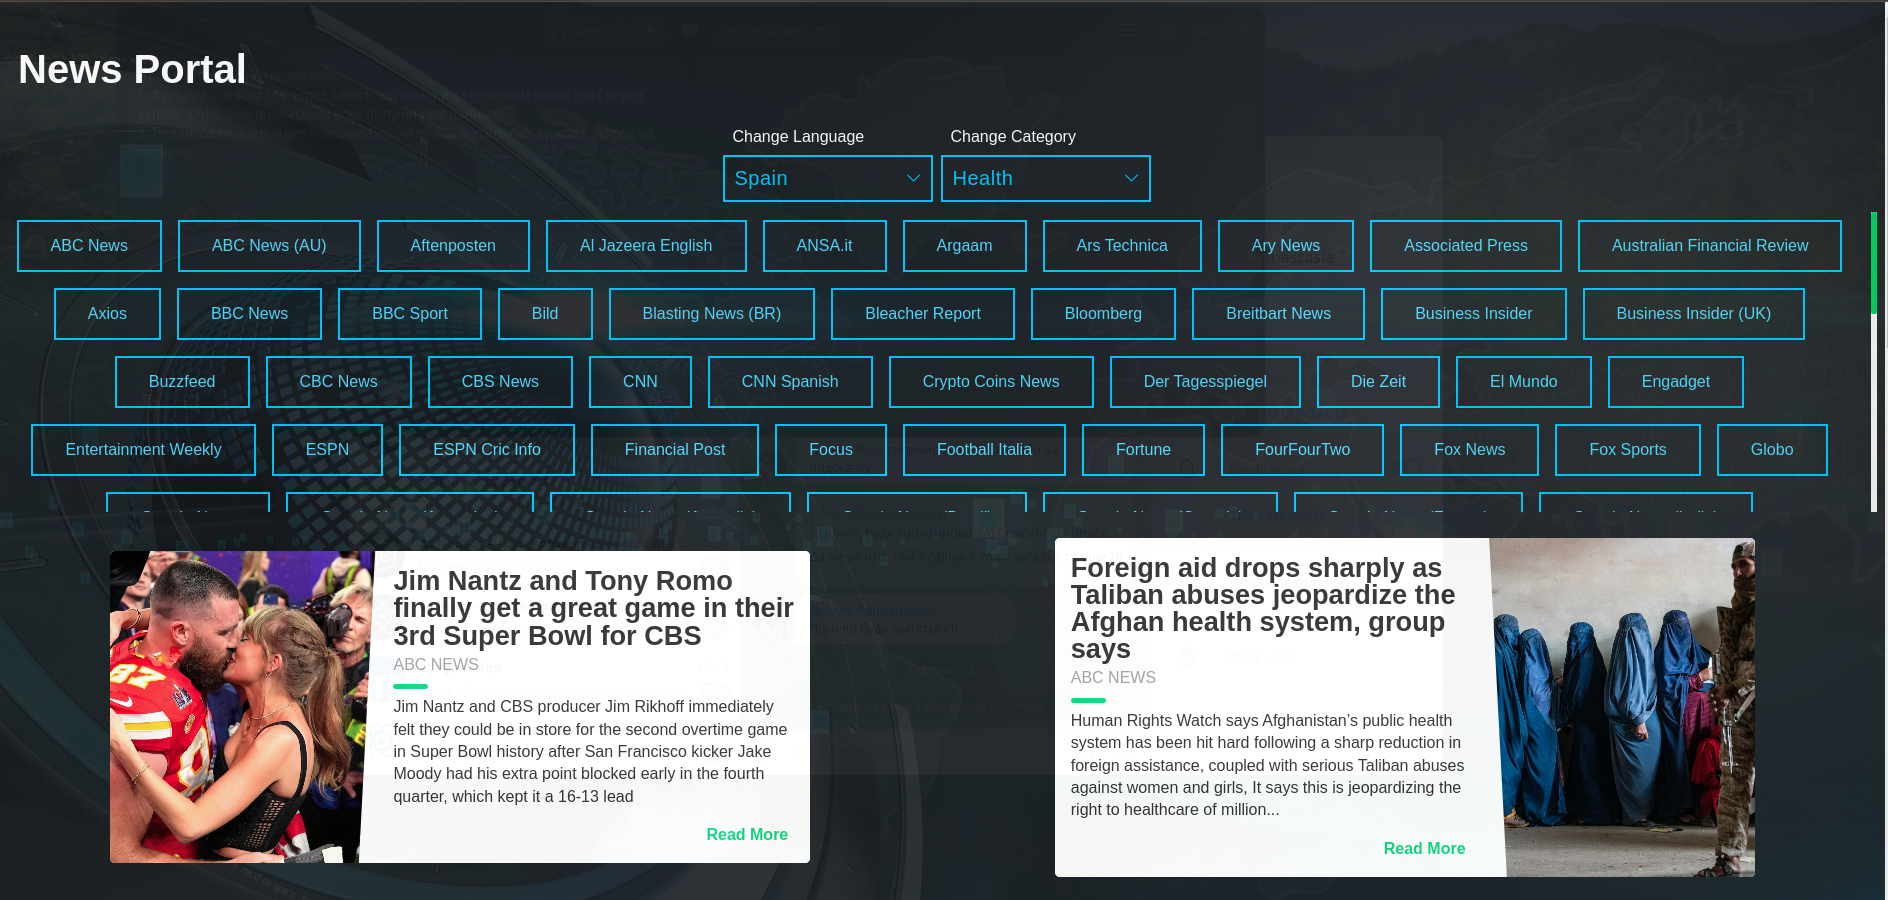 News Portal
Change Language
Change Category
Spain
Health
ABC News
ABC News (AU)
Aftenposten
Al Jazeera English
ANSA.it
Argaam
Ars Technica
Ary News
Associated Press
Australian Financial Review
Axios
BBC News
BBC Sport
Bild
Blasting News (BR)
Bleacher Report
Bloomberg
Breitbart News
Business Insider
Business Insider (UK)
Buzzfeed
CBC News
CBS News
CNN
CNN Spanish
Crypto Coins News
Der Tagesspiegel
Die Zeit
El Mundo
Engadget
Entertainment Weekly
ESPN
ESPN Cric Info
Financial Post
Focus
Football Italia
Fortune
FourFourTwo
Fox News
Fox Sports
Globo
Jim Nantz and Tony Romo
finally get a great game in their
3rd Super Bowl for CBS
ABC NEWS
Jim Nantz and CBS producer Jim Rikhoff immediately
felt they could be in store for the second overtime game
in Super Bowl history after San Francisco kicker Jake
Moody had his extra point blocked early in the fourth
quarter, which kept it a 16-13 lead
Read More
Foreign aid drops sharply as
Taliban abuses jeopardize the
Afghan health system, group
says
ABC NEWS
Human Rights Watch says Afghanistan’s public health
system has been hit hard following a sharp reduction in
foreign assistance, coupled with serious Taliban abuses
against women and girls, It says this is jeopardizing the
right to healthcare of million...
Read More